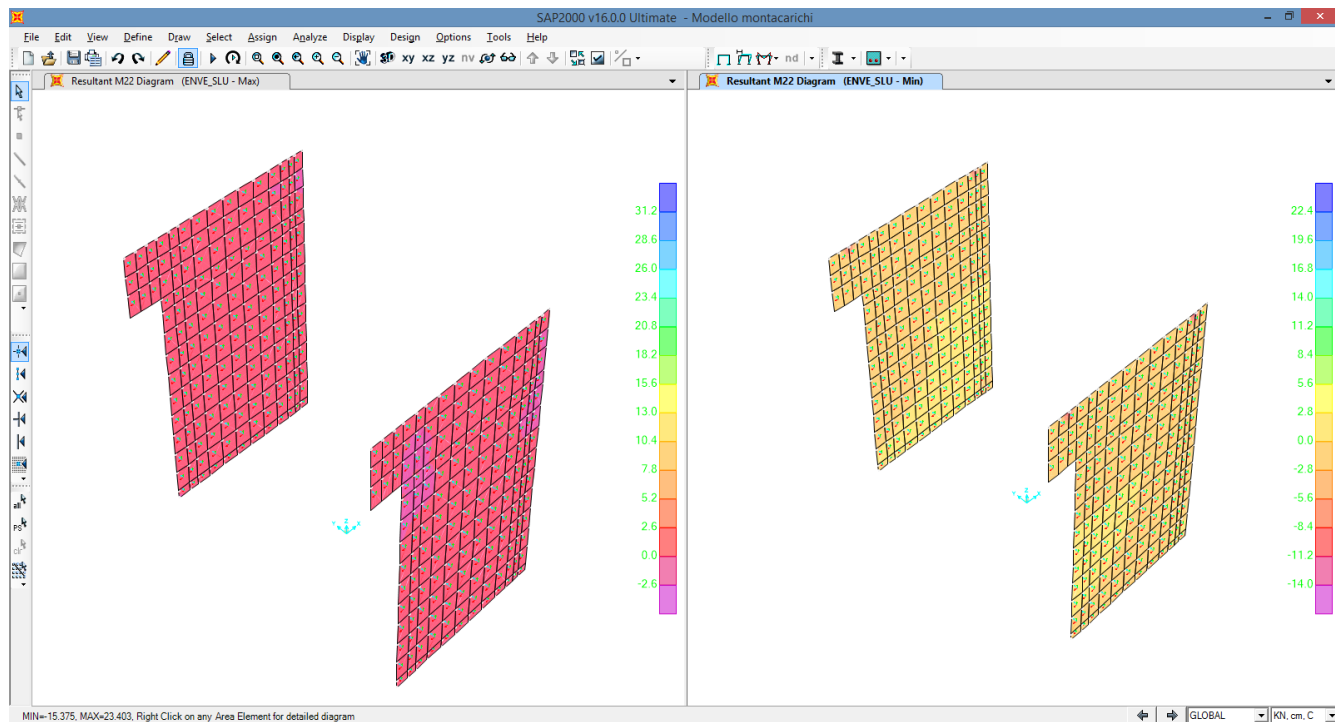 SAP2000 v16.0.0 Ultimate - Modello montacarichi
File Edit View Define Draw Select Assign Analyze Display Design Options Tools Help
3D xy xz yz nv nd
Resultant M22 Diagram (ENVE_SLU - Max)
Resultant M22 Diagram (ENVE_SLU - Min)
31.2
28.6
26.0
23.4
20.8
18.2
15.6
13.0
10.4
7.8
5.2
2.6
0.0
-2.6
22.4
19.6
16.8
14.0
11.2
8.4
5.6
2.8
0.0
-2.8
-5.6
-8.4
-11.2
-14.0
all
PS
clr
MIN=-15.375, MAX=23.403, Right Click on any Area Element for detailed diagram
GLOBAL
KN, cm, C